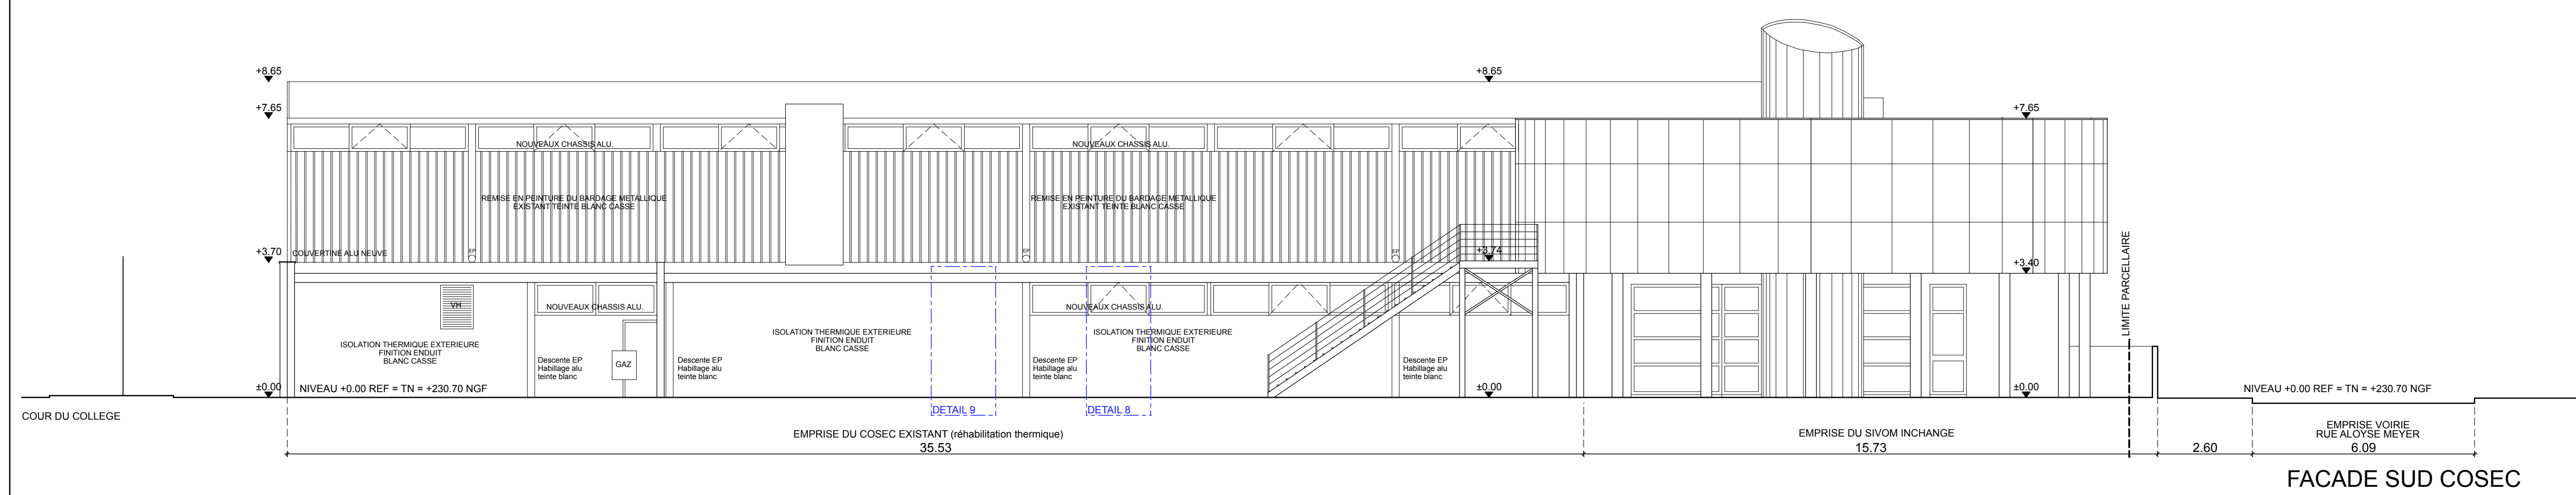 +8.65
+8.65
+7.65
+7.65
NOUVEAUX CHASSIS ALU.
NOUVEAUX CHASSIS ALU.
REMISE EN PEINTURE DU BARDAGE METALLIQUE
EXISTANT TEINTE BLANC CASSE
REMISE EN PEINTURE DU BARDAGE METALLIQUE
EXISTANT TEINTE BLANC CASSE
+3.70
COUVERTINE ALU NEUVE
EP
EP
EP
+3.74
+3.40
LIMITE PARCELLAIRE
VH
NOUVEAUX CHASSIS ALU.
NOUVEAUX CHASSIS ALU.
ISOLATION THERMIQUE EXTERIEURE
FINITION ENDUIT
BLANC CASSE
ISOLATION THERMIQUE EXTERIEURE
FINITION ENDUIT
BLANC CASSE
ISOLATION THERMIQUE EXTERIEURE
FINITION ENDUIT
BLANC CASSE
Descente EP
Habillage alu
teinte blanc
GAZ
Descente EP
Habillage alu
teinte blanc
Descente EP
Habillage alu
teinte blanc
Descente EP
Habillage alu
teinte blanc
±0.00
NIVEAU +0.00 REF = TN = +230.70 NGF
±0.00
±0.00
NIVEAU +0.00 REF = TN = +230.70 NGF
COUR DU COLLEGE
DETAIL 9
DETAIL 8
EMPRISE DU COSEC EXISTANT (réhabilitation thermique)
35.53
EMPRISE DU SIVOM INCHANGE
15.73
2.60
EMPRISE VOIRIE
RUE ALOYSE MEYER
6.09
FACADE SUD COSEC